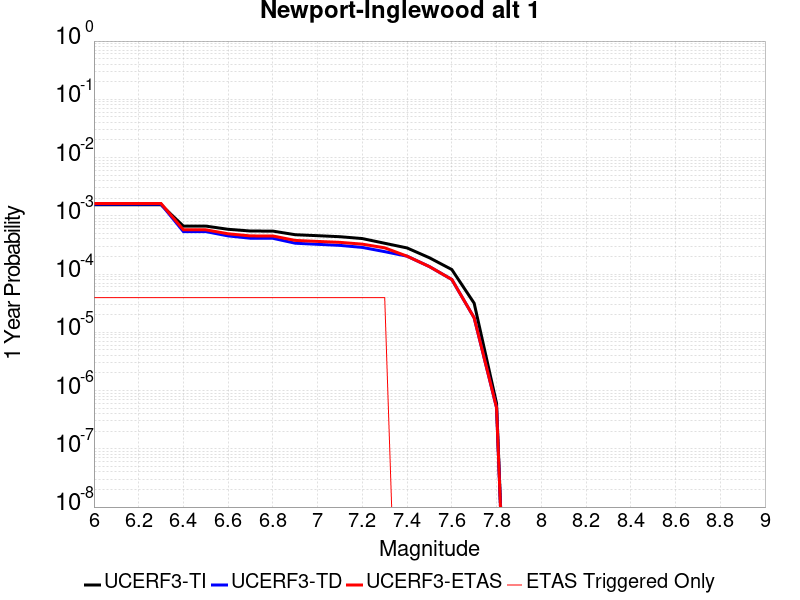 Newport-Inglewood alt 1
10^0
10^-1
10^-2
10^-3
10^-4
10^-5
10^-6
10^-7
10^-8
1 Year Probability
6 6.2 6.4 6.6 6.8 7 7.2 7.4 7.6 7.8 8 8.2 8.4 8.6 8.8 9
Magnitude
UCERF3-TI UCERF3-TD UCERF3-ETAS ETAS Triggered Only